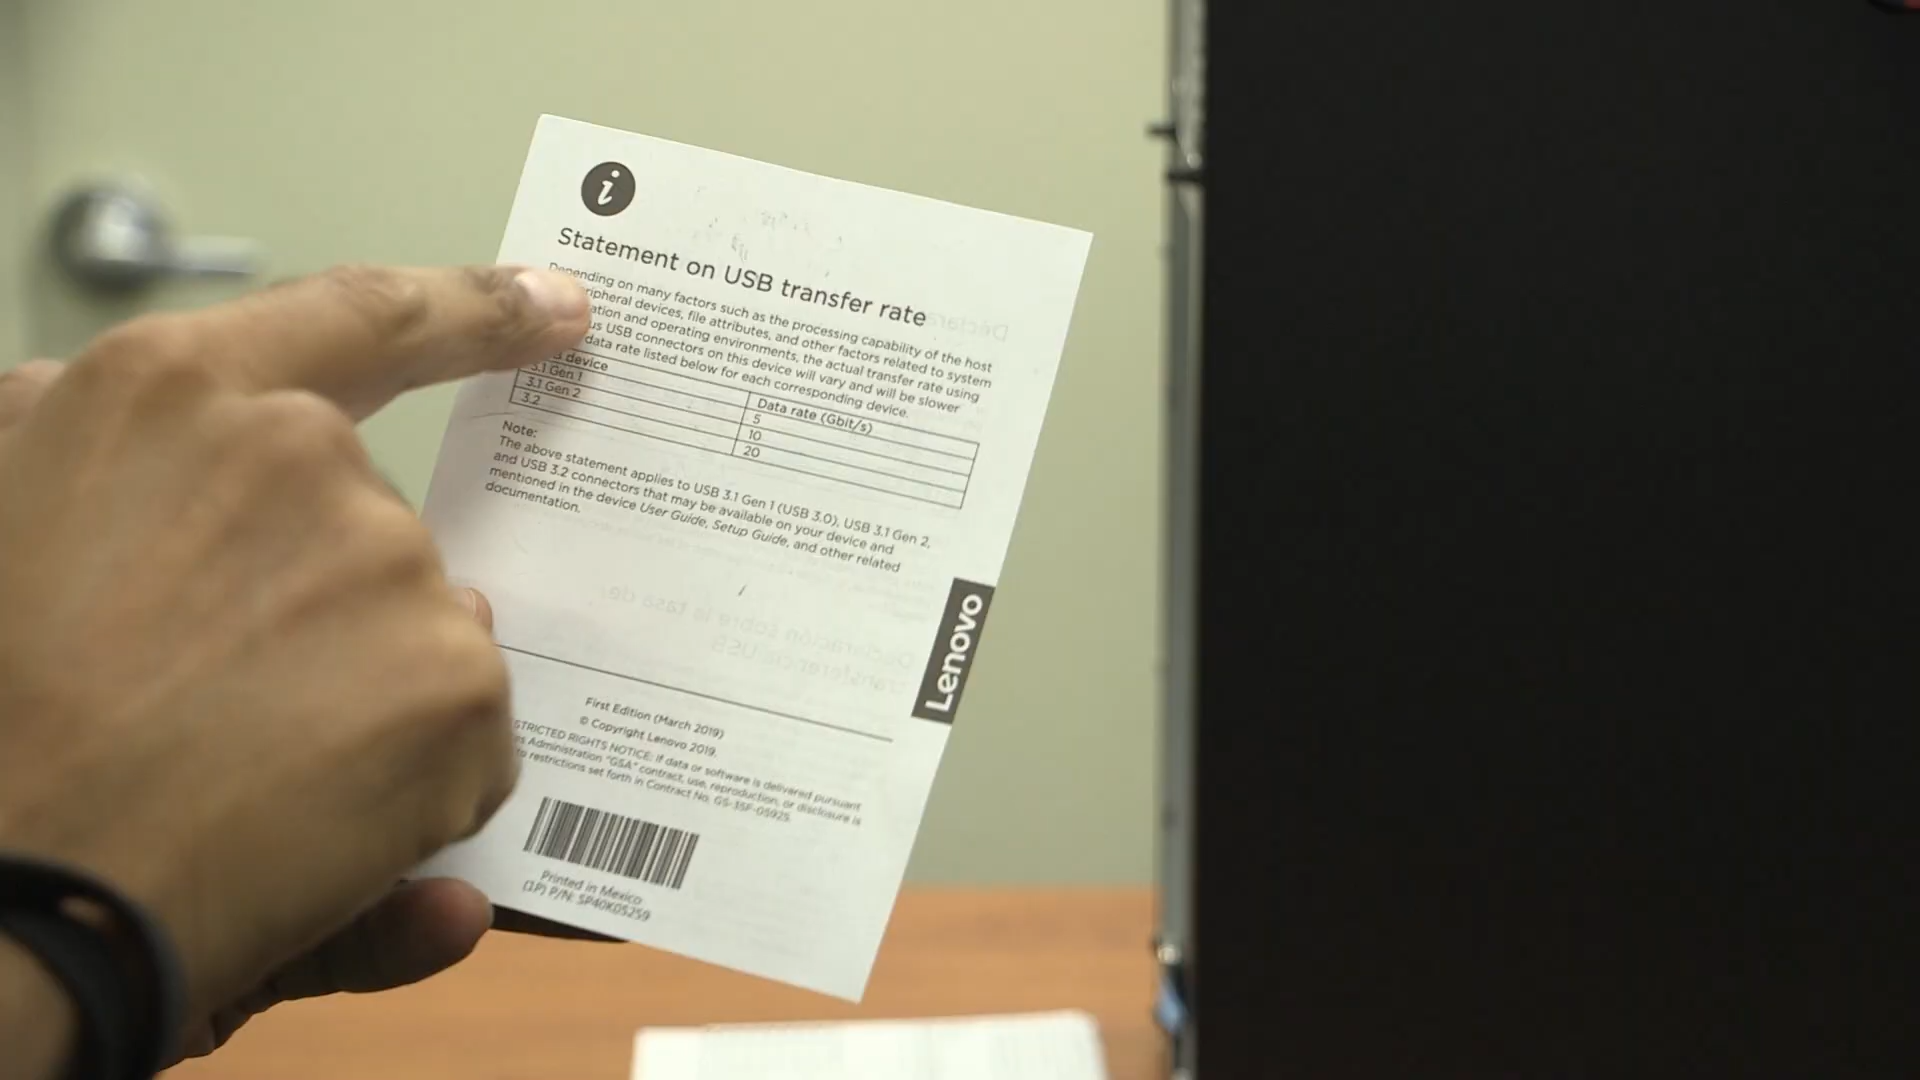 i
Statement on USB transfer rate
Depending on many factors such as the processing capability of the host
peripheral devices, file attributes, and other factors related to system
and operating environments, the actual transfer rate using
USB connectors on this device will vary and will be slower
data rate listed below for each corresponding device.
device
Data rate (Gbit/s)
3.1 Gen 1
5
3.1 Gen 2
10
3.2
20
Note:
The above statement applies to USB 3.1 Gen 1 (USB 3.0), USB 3.1 Gen 2,
and USB 3.2 connectors that may be available on your device and
mentioned in the device User Guide, Setup Guide, and other related
documentation.
Lenovo
First Edition (March 2019)
© Copyright Lenovo 2019.
RESTRICTED RIGHTS NOTICE: If data or software is delivered pursuant
Administration "GSA" contract, use, reproduction, or disclosure is
to restrictions set forth in Contract No. GS-35F-05925.
Printed in Mexico
(1P) P/N: SP40K05259